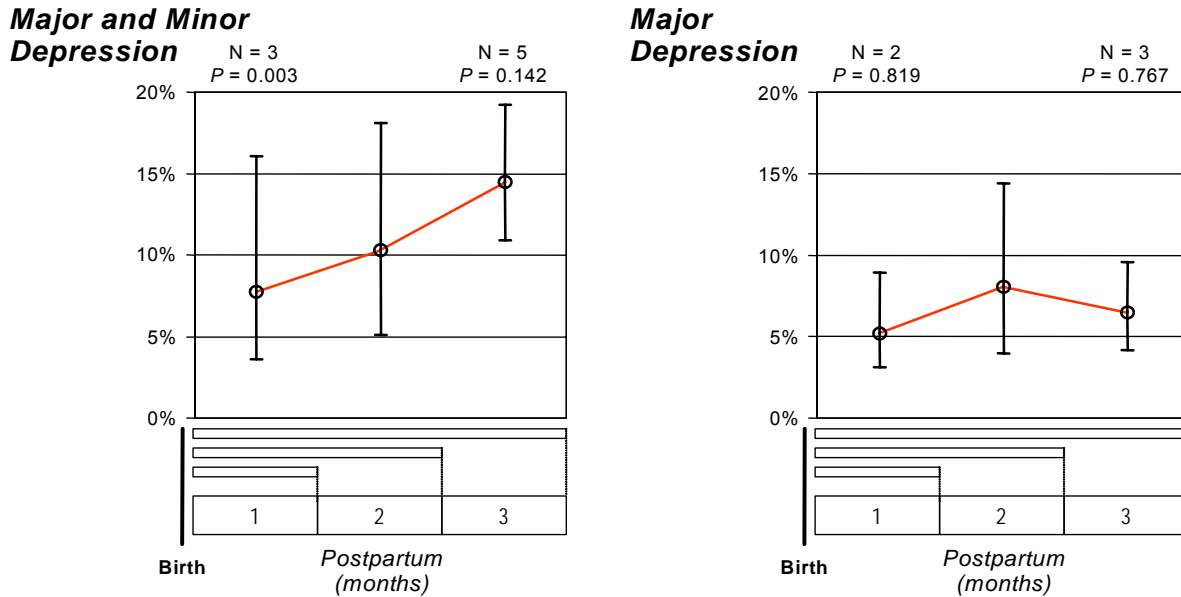 Major and Minor
Depression
N = 3
P = 0.003
N = 5
P = 0.142
20%
15%
10%
5%
0%
1 2 3
Birth
Postpartum
(months)
Major
Depression
N = 2
P = 0.819
N = 3
P = 0.767
20%
15%
10%
5%
0%
1 2 3
Birth
Postpartum
(months)